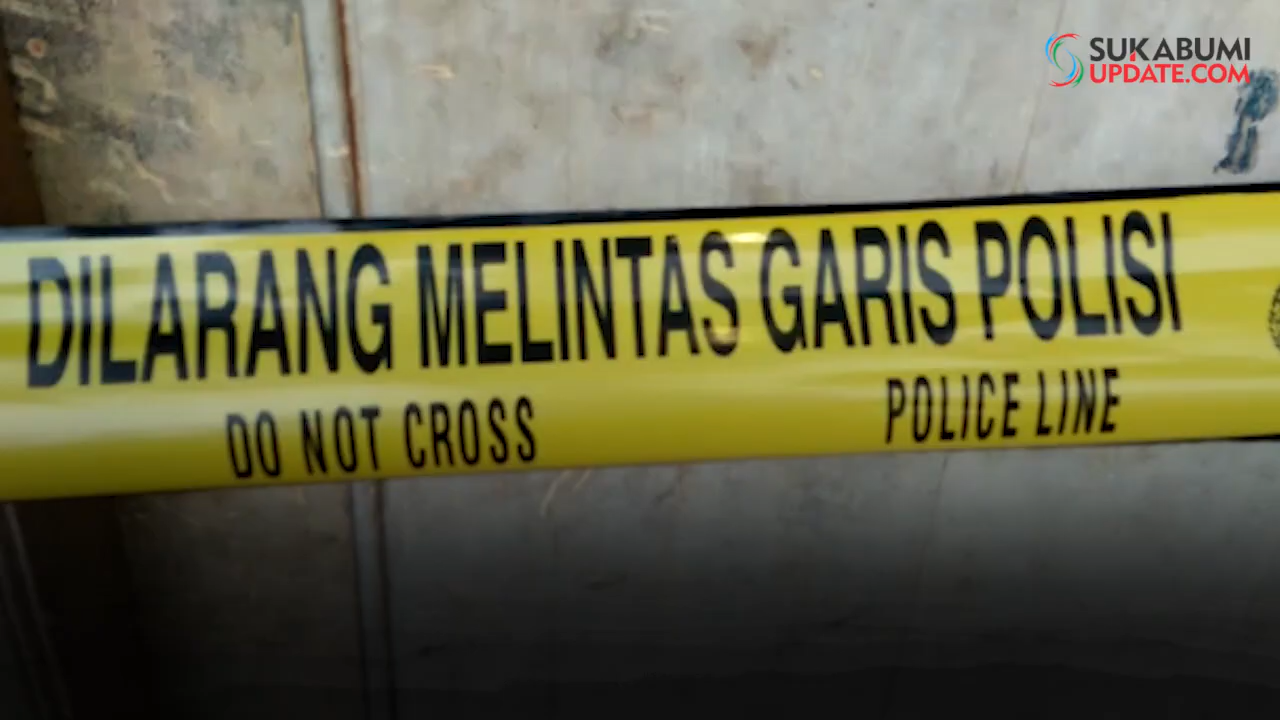 SUKABUMI
UPDATE.COM
DILARANG MELINTAS GARIS POLISI
DO NOT CROSS POLICE LINE